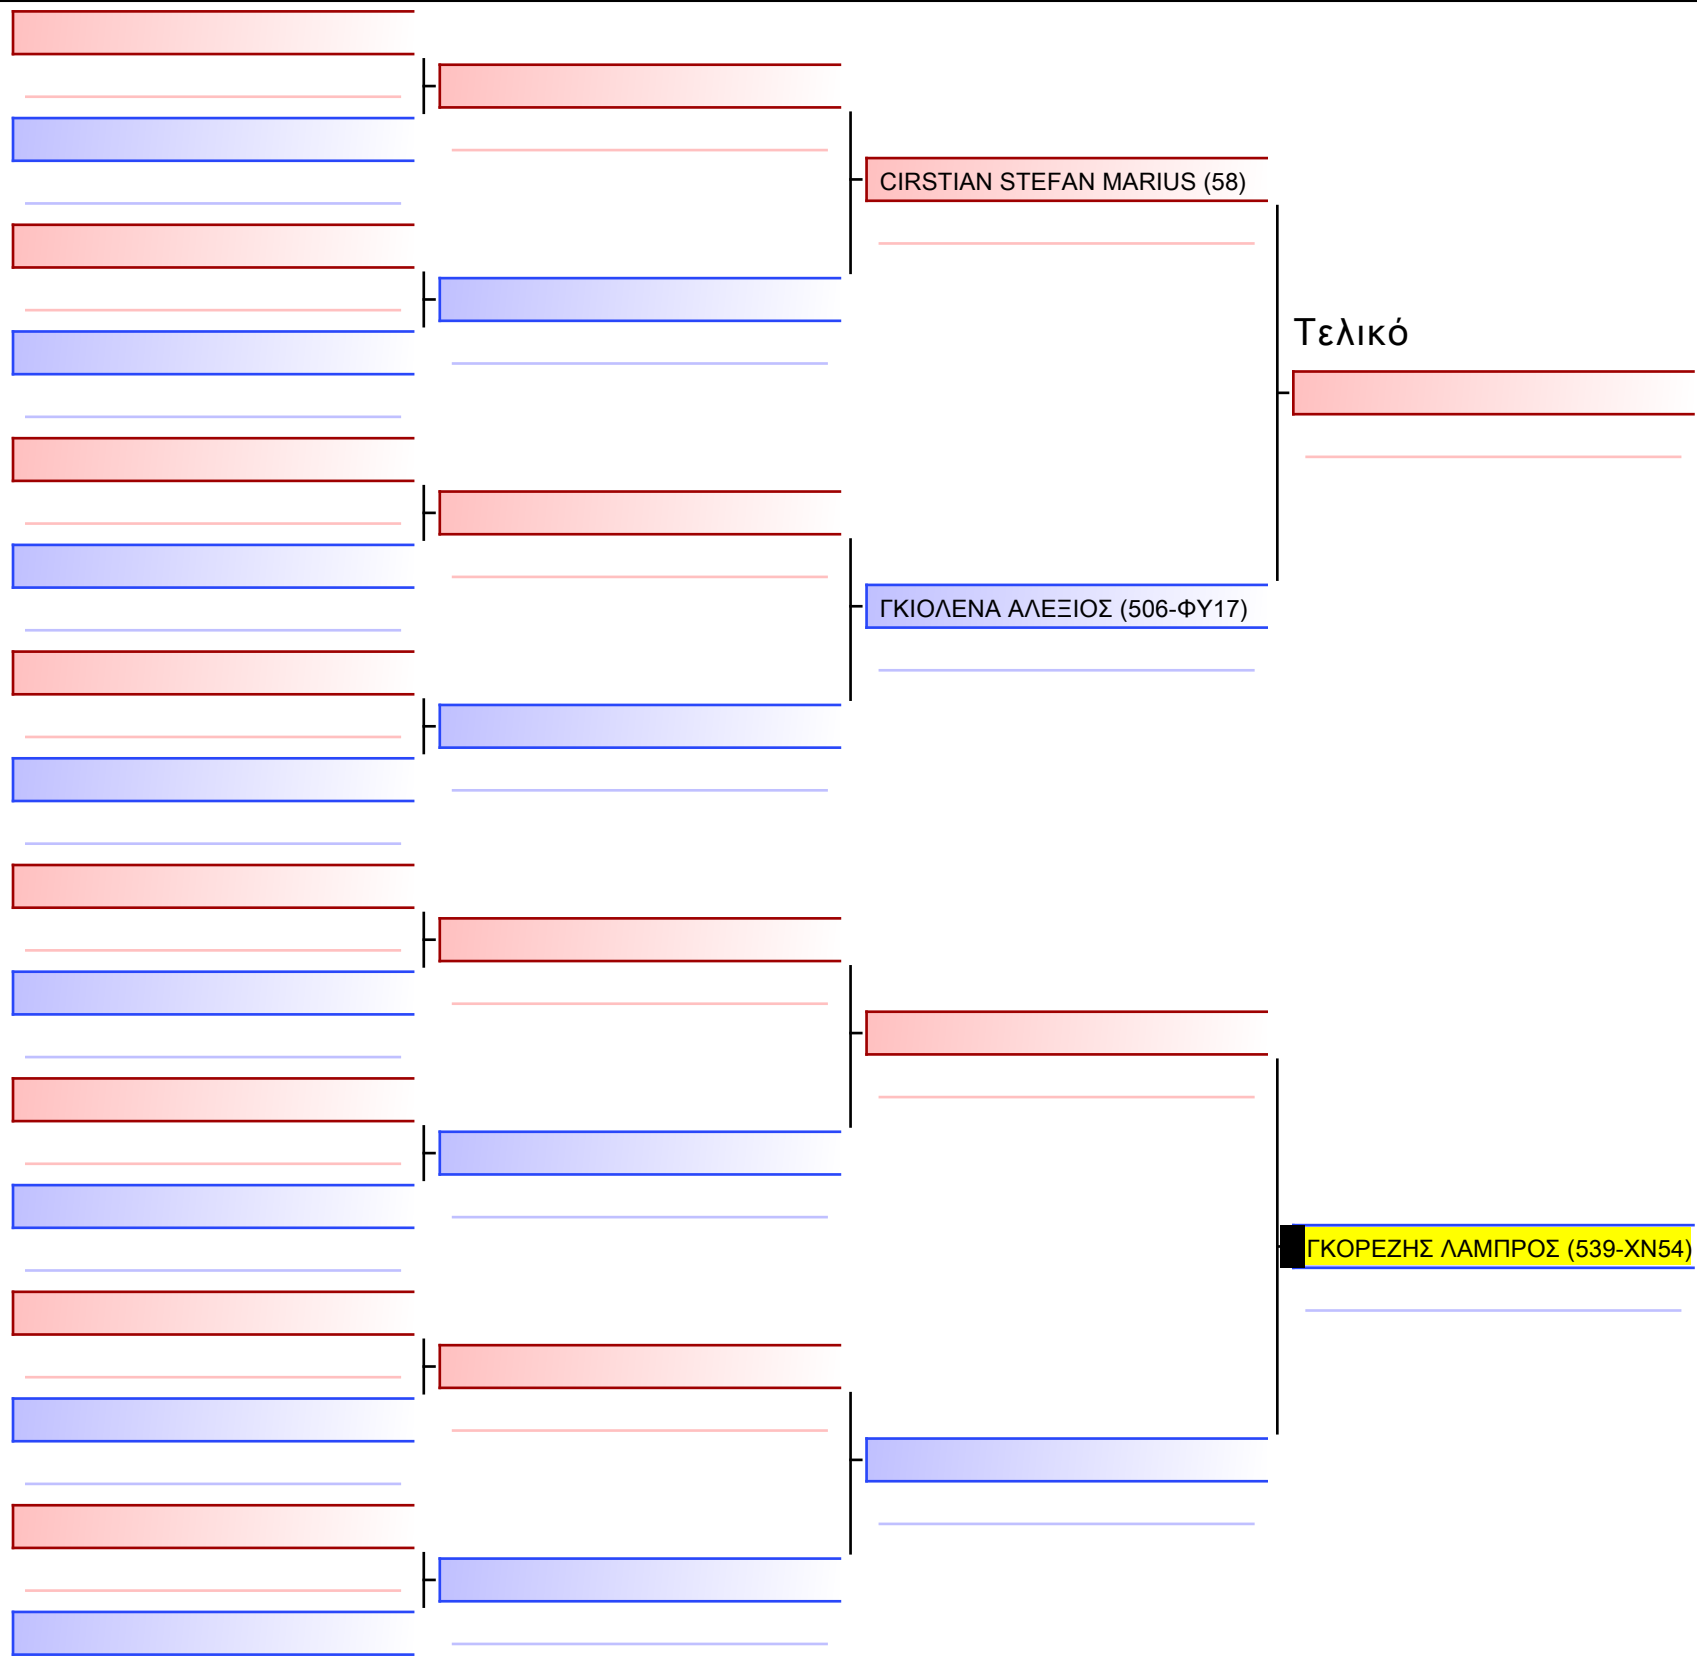 CIRSTIAN STEFAN MARIUS (58)
Τελικό
ΓΚΙΟΛΕΝΑ ΑΛΕΞΙΟΣ (506-ΦΥ17)
ΓΚΟΡΕΖΗΣ ΛΑΜΠΡΟΣ (539-ΧΝ54)